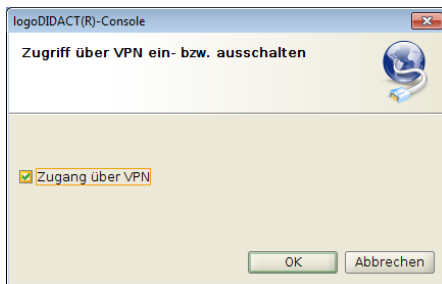 logoDIDACT(R)-Console
Zugriff über VPN ein- bzw. ausschalten
Zugang über VPN
OK Abbrechen